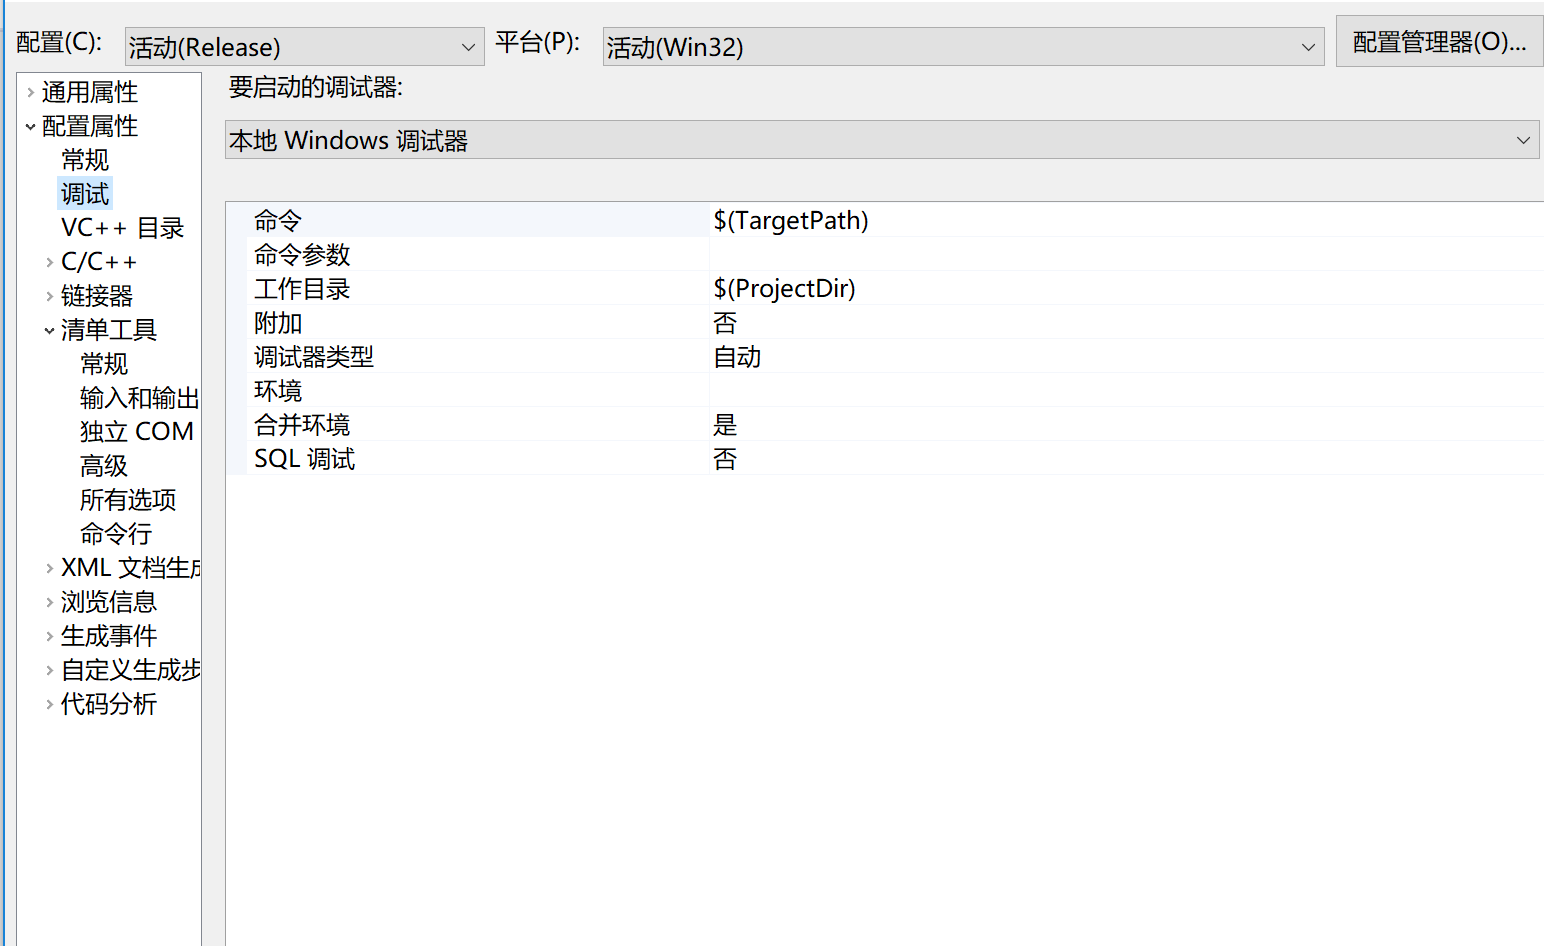 配置(C): 活动(Release) 平台(P): 活动(Win32) 配置管理器(O)...
通用属性
配置属性
常规
调试
VC++ 目录
C/C++
链接器
清单工具
常规
输入和输出
独立 COM
高级
所有选项
命令行
XML 文档生成
浏览信息
生成事件
自定义生成步
代码分析
要启动的调试器:
本地 Windows 调试器
命令 $(TargetPath)
命令参数
工作目录 $(ProjectDir)
附加 否
调试器类型 自动
环境
合并环境 是
SQL 调试 否